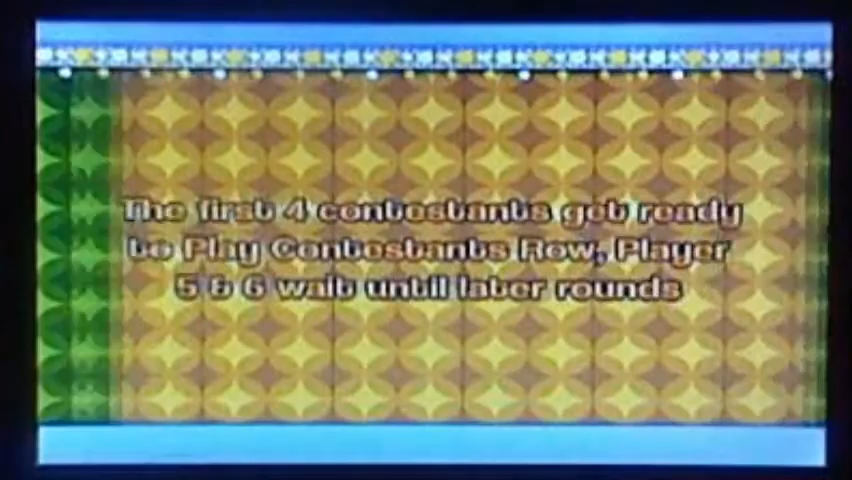 The first 4 contestants get ready
to Play Contestants Row, Player
5 & 6 wait until later rounds